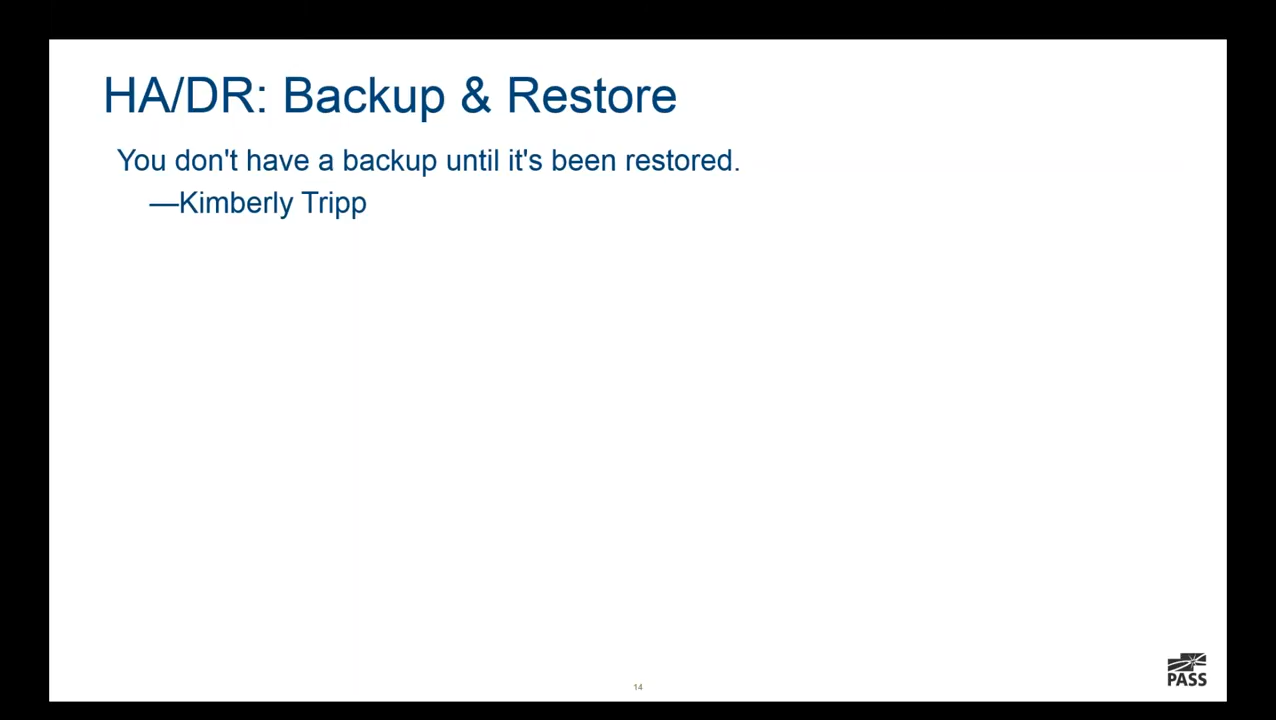 HA/DR: Backup & Restore
You don't have a backup until it's been restored.
—Kimberly Tripp
14
PASS